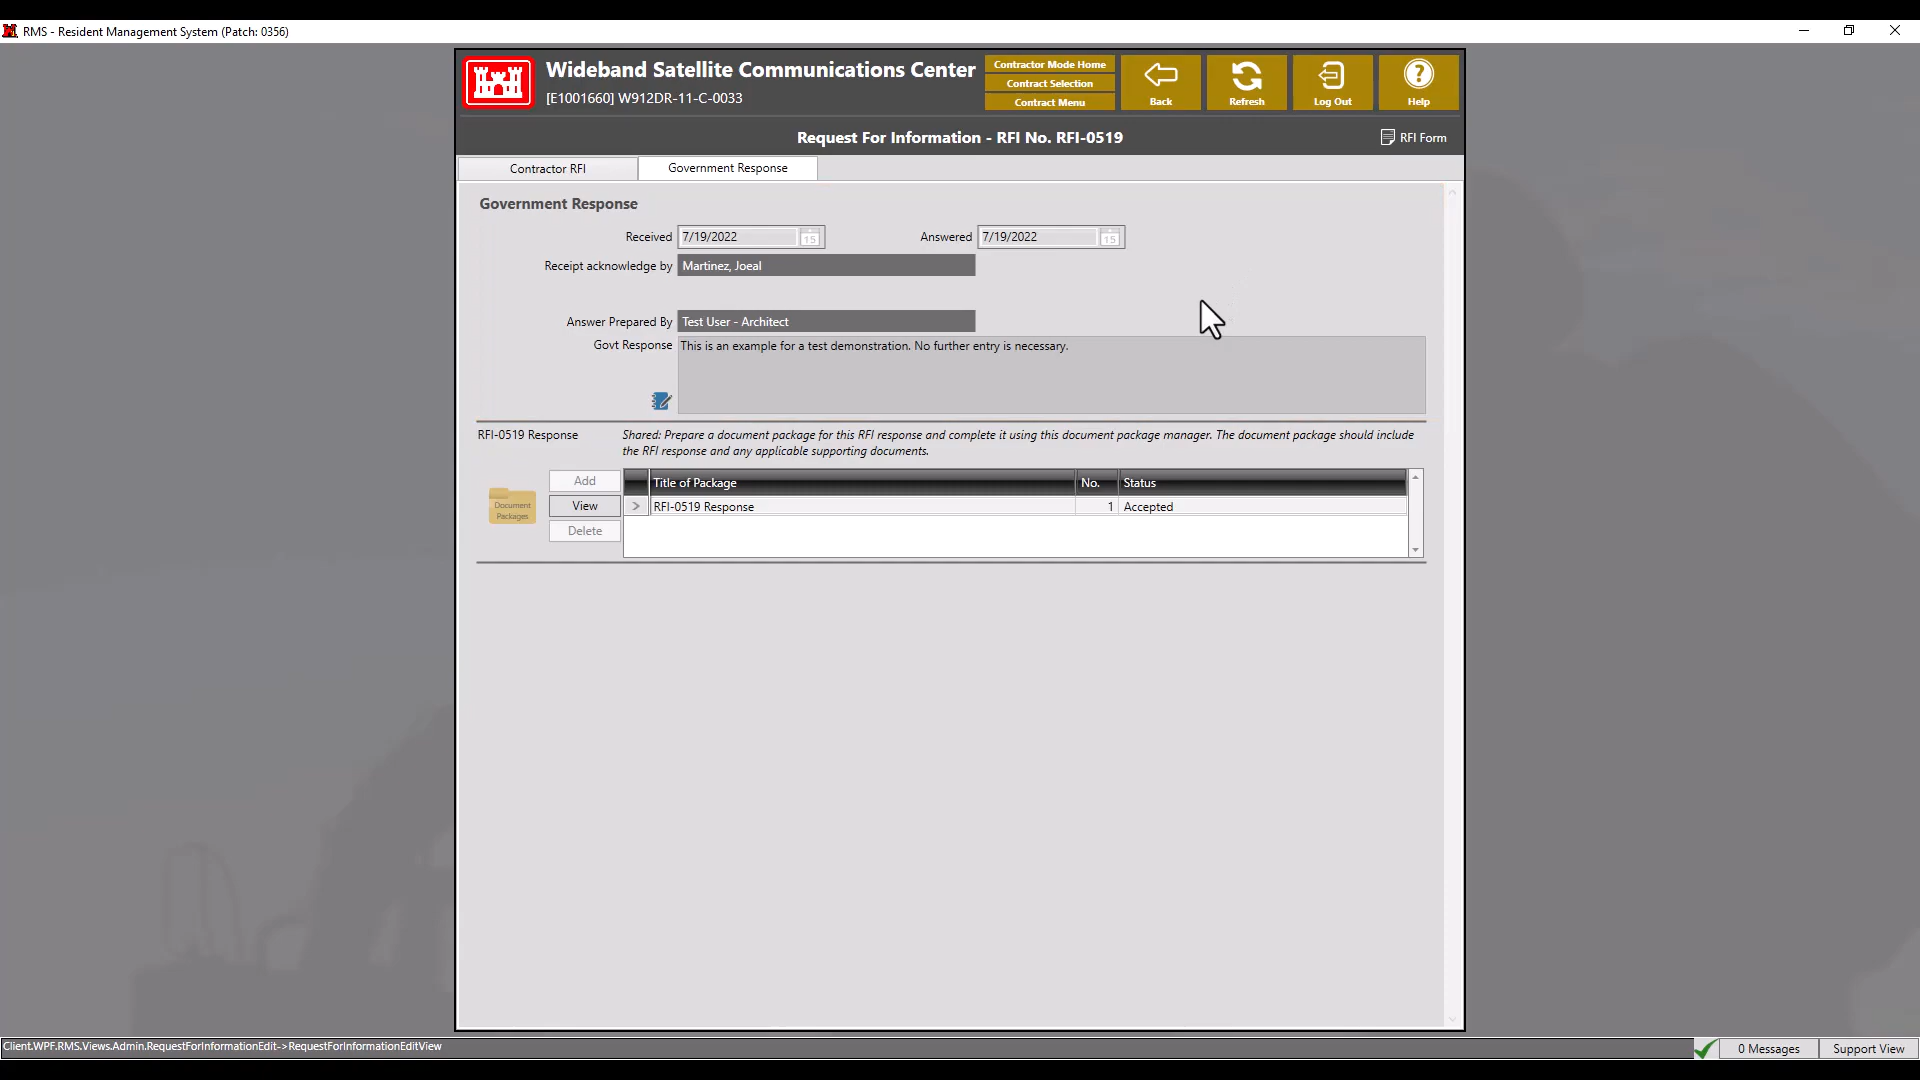 RMS - Resident Management System (Patch: 0356)
Wideband Satellite Communications Center
[E1001660] W912DR-11-C-0033
Contractor Mode Home
Contract Selection
Contract Menu
Back
Refresh
Log Out
Help
Request For Information - RFI No. RFI-0519
RFI Form
Contractor RFI
Government Response
Government Response
Received 7/19/2022 15
Answered 7/19/2022 15
Receipt acknowledge by Martinez, Joeal
Answer Prepared By Test User - Architect
Govt Response This is an example for a test demonstration. No further entry is necessary.
RFI-0519 Response
Shared: Prepare a document package for this RFI response and complete it using this document package manager. The document package should include
the RFI response and any applicable supporting documents.
Document
Packages
Add
View
Delete
Title of Package No. Status
RFI-0519 Response 1 Accepted
Client.WPF.RMS.Views.Admin.RequestForInformationEdit->RequestForInformationEditView
0 Messages
Support View